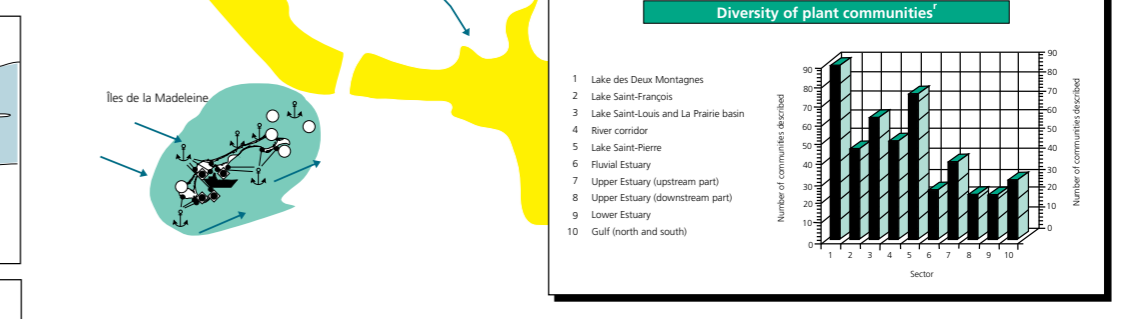 Îles de la Madeleine
Diversity of plant communities r
1 Lake des Deux Montagnes
2 Lake Saint-François
3 Lake Saint-Louis and La Prairie basin
4 River corridor
5 Lake Saint-Pierre
6 Fluvial Estuary
7 Upper Estuary (upstream part)
8 Upper Estuary (downstream part)
9 Lower Estuary
10 Gulf (north and south)
Number of communities described
90
80
70
60
50
40
30
20
10
0
1 2 3 4 5 6 7 8 9 10
Sector
90
80
70
60
50
40
30
20
10
0
Number of communities described